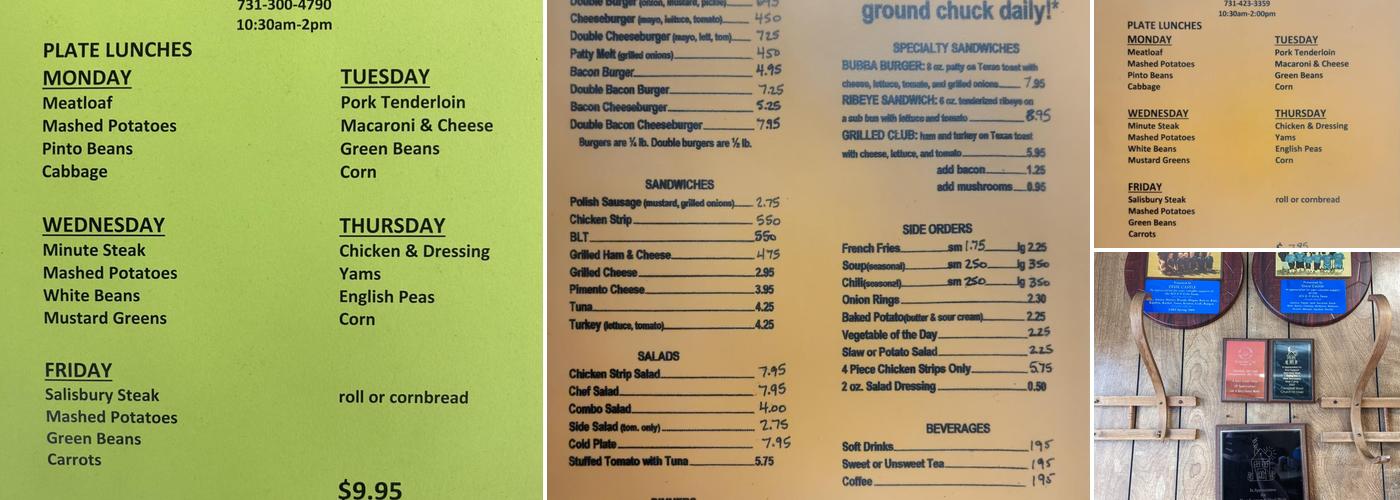 731-300-4790
10:30am-2pm
PLATE LUNCHES
MONDAY
Meatloaf
Mashed Potatoes
Pinto Beans
Cabbage
TUESDAY
Pork Tenderloin
Macaroni & Cheese
Green Beans
Corn
WEDNESDAY
Minute Steak
Mashed Potatoes
White Beans
Mustard Greens
THURSDAY
Chicken & Dressing
Yams
English Peas
Corn
FRIDAY
Salisbury Steak
Mashed Potatoes
Green Beans
Carrots
roll or cornbread
$9.95
Double Burger (onion, mustard, pickle)
Cheeseburger (mayo, lettuce, tomato) 450
Double Cheeseburger (mayo, lett, tom) 725
Patty Melt (grilled onions) 450
Bacon Burger 4.95
Double Bacon Burger 7.25
Bacon Cheeseburger 5.25
Double Bacon Cheeseburger 7.95
Burgers are ¼ lb. Double burgers are ½ lb.
SANDWICHES
Polish Sausage (mustard, grilled onions) 2.75
Chicken Strip 550
BLT 550
Grilled Ham & Cheese 475
Grilled Cheese 2.95
Pimento Cheese 3.95
Tuna 4.25
Turkey (lettuce, tomato) 4.25
SALADS
Chicken Strip Salad 7.95
Chef Salad 7.95
Combo Salad 4.00
Side Salad (tom. only) 2.75
Cold Plate 7.95
Stuffed Tomato with Tuna 5.75
ground chuck daily!*
SPECIALTY SANDWICHES
BUBBA BURGER: 8 oz. patty on Texas toast with
cheese, lettuce, tomato, and grilled onions 7.95
RIBEYE SANDWICH: 6 oz. tenderized ribeye on
a sub bun with lettuce and tomato 8.95
GRILLED CLUB: ham and turkey on Texas toast
with cheese, lettuce, and tomato 5.95
add bacon 1.25
add mushrooms 0.95
SIDE ORDERS
French Fries sm 1.75 lg 2.25
Soup(seasonal) sm 250 lg 350
Chili(seasonal) sm 250 lg 350
Onion Rings 2.30
Baked Potato(butter & sour cream) 2.25
Vegetable of the Day 225
Slaw or Potato Salad 225
4 Piece Chicken Strips Only 5.75
2 oz. Salad Dressing 0.50
BEVERAGES
Soft Drinks 195
Sweet or Unsweet Tea 195
Coffee 195
731-423-3359
10:30am-2:00pm
PLATE LUNCHES
MONDAY
Meatloaf
Mashed Potatoes
Pinto Beans
Cabbage
TUESDAY
Pork Tenderloin
Macaroni & Cheese
Green Beans
Corn
WEDNESDAY
Minute Steak
Mashed Potatoes
White Beans
Mustard Greens
THURSDAY
Chicken & Dressing
Yams
English Peas
Corn
FRIDAY
Salisbury Steak
Mashed Potatoes
Green Beans
Carrots
roll or cornbread